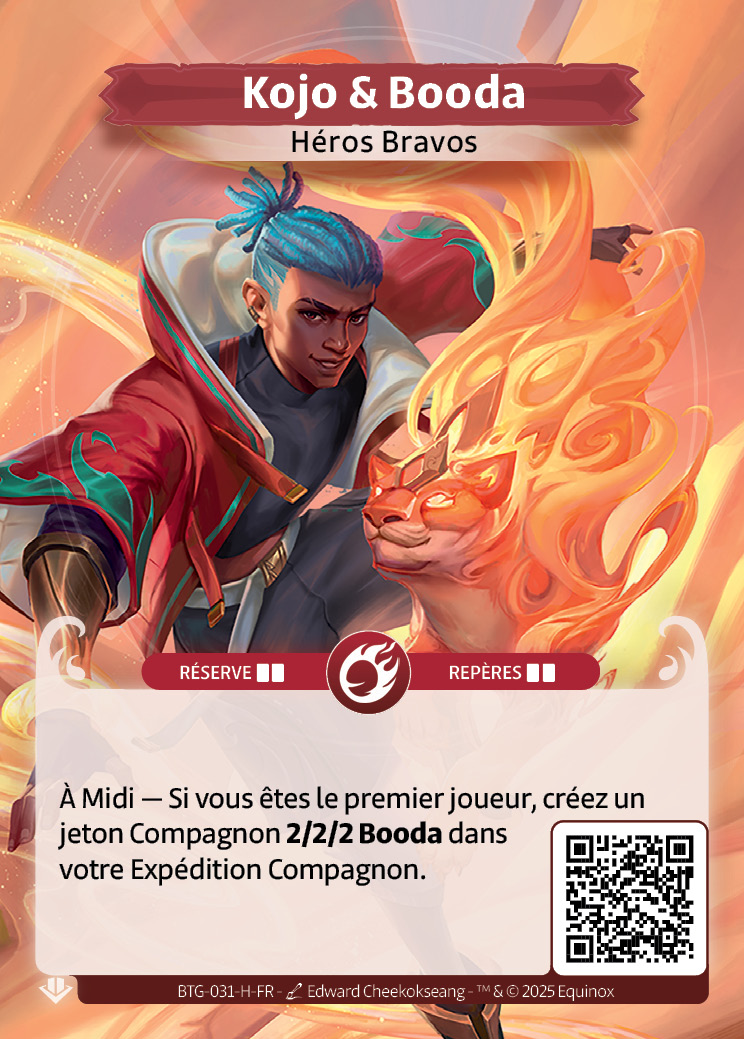 Kojo & Booda
Héros Bravos
RÉSERVE
REPÈRES
À Midi — Si vous êtes le premier joueur, créez un
jeton Compagnon 2/2/2 Booda dans
votre Expédition Compagnon.
BTG-031-H-FR - Edward Cheekokseang - ™ & © 2025 Equinox